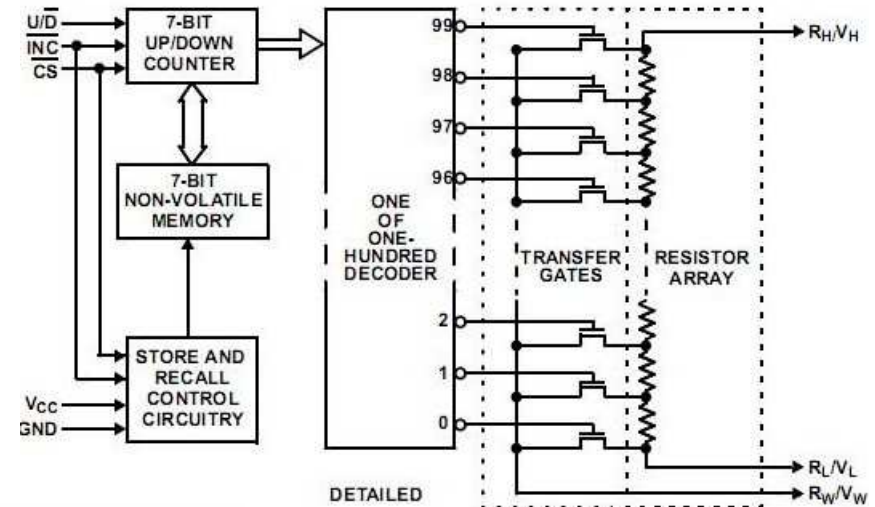 U/D̅
I̅N̅C̅
C̅S̅
7-BIT
UP/DOWN
COUNTER
7-BIT
NON-VOLATILE
MEMORY
STORE AND
RECALL
CONTROL
CIRCUITRY
VCC
GND
ONE
OF
ONE-
HUNDRED
DECODER
99
98
97
96
2
1
0
TRANSFER
GATES
RESISTOR
ARRAY
RH/VH
RL/VL
RW/VW
DETAILED